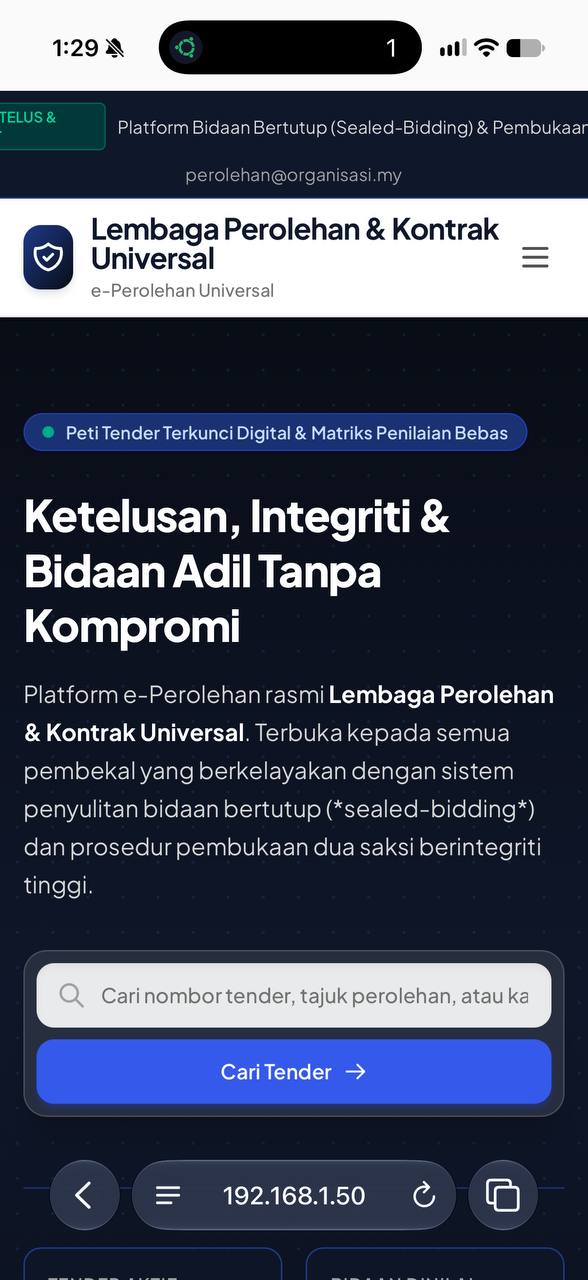 1:29
1
TELUS &
Platform Bidaan Bertutup (Sealed-Bidding) & Pembukaan
perolehan@organisasi.my
Lembaga Perolehan & Kontrak
Universal
e-Perolehan Universal
Peti Tender Terkunci Digital & Matriks Penilaian Bebas
Ketelusan, Integriti &
Bidaan Adil Tanpa
Kompromi
Platform e-Perolehan rasmi Lembaga Perolehan
& Kontrak Universal. Terbuka kepada semua
pembekal yang berkelayakan dengan sistem
penyulitan bidaan bertutup (*sealed-bidding*)
dan prosedur pembukaan dua saksi berintegriti
tinggi.
Cari nombor tender, tajuk perolehan, atau ka
Cari Tender →
192.168.1.50